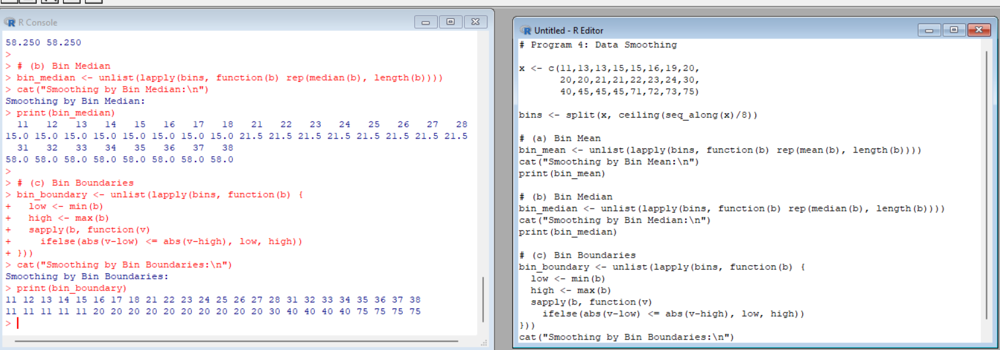 R Console
58.250 58.250
>
> # (b) Bin Median
> bin_median <- unlist(lapply(bins, function(b) rep(median(b), length(b))))
> cat("Smoothing by Bin Median:\n")
Smoothing by Bin Median:
> print(bin_median)
  11   12   13   14   15   16   17   18   21   22   23   24   25   26   27   28
15.0 15.0 15.0 15.0 15.0 15.0 15.0 15.0 21.5 21.5 21.5 21.5 21.5 21.5 21.5 21.5
  31   32   33   34   35   36   37   38
58.0 58.0 58.0 58.0 58.0 58.0 58.0 58.0
>
> # (c) Bin Boundaries
> bin_boundary <- unlist(lapply(bins, function(b) {
+   low <- min(b)
+   high <- max(b)
+   sapply(b, function(v)
+     ifelse(abs(v-low) <= abs(v-high), low, high))
+ }))
> cat("Smoothing by Bin Boundaries:\n")
Smoothing by Bin Boundaries:
> print(bin_boundary)
11 12 13 14 15 16 17 18 21 22 23 24 25 26 27 28 31 32 33 34 35 36 37 38
11 11 11 11 11 20 20 20 20 20 20 20 20 20 20 30 40 40 40 40 75 75 75 75
>
Untitled - R Editor
# Program 4: Data Smoothing
x <- c(11,13,13,15,15,16,19,20,
       20,20,21,21,22,23,24,30,
       40,45,45,45,71,72,73,75)
bins <- split(x, ceiling(seq_along(x)/8))
# (a) Bin Mean
bin_mean <- unlist(lapply(bins, function(b) rep(mean(b), length(b))))
cat("Smoothing by Bin Mean:\n")
print(bin_mean)
# (b) Bin Median
bin_median <- unlist(lapply(bins, function(b) rep(median(b), length(b))))
cat("Smoothing by Bin Median:\n")
print(bin_median)
# (c) Bin Boundaries
bin_boundary <- unlist(lapply(bins, function(b) {
  low <- min(b)
  high <- max(b)
  sapply(b, function(v)
    ifelse(abs(v-low) <= abs(v-high), low, high))
}))
cat("Smoothing by Bin Boundaries:\n")